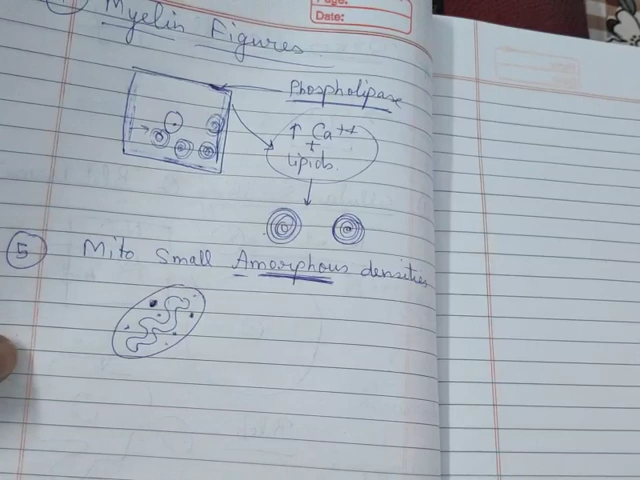 Date:
Myelin Figures
Phospholipase
↑ Ca++
+
lipids.
5 Mito Small Amorphous densities